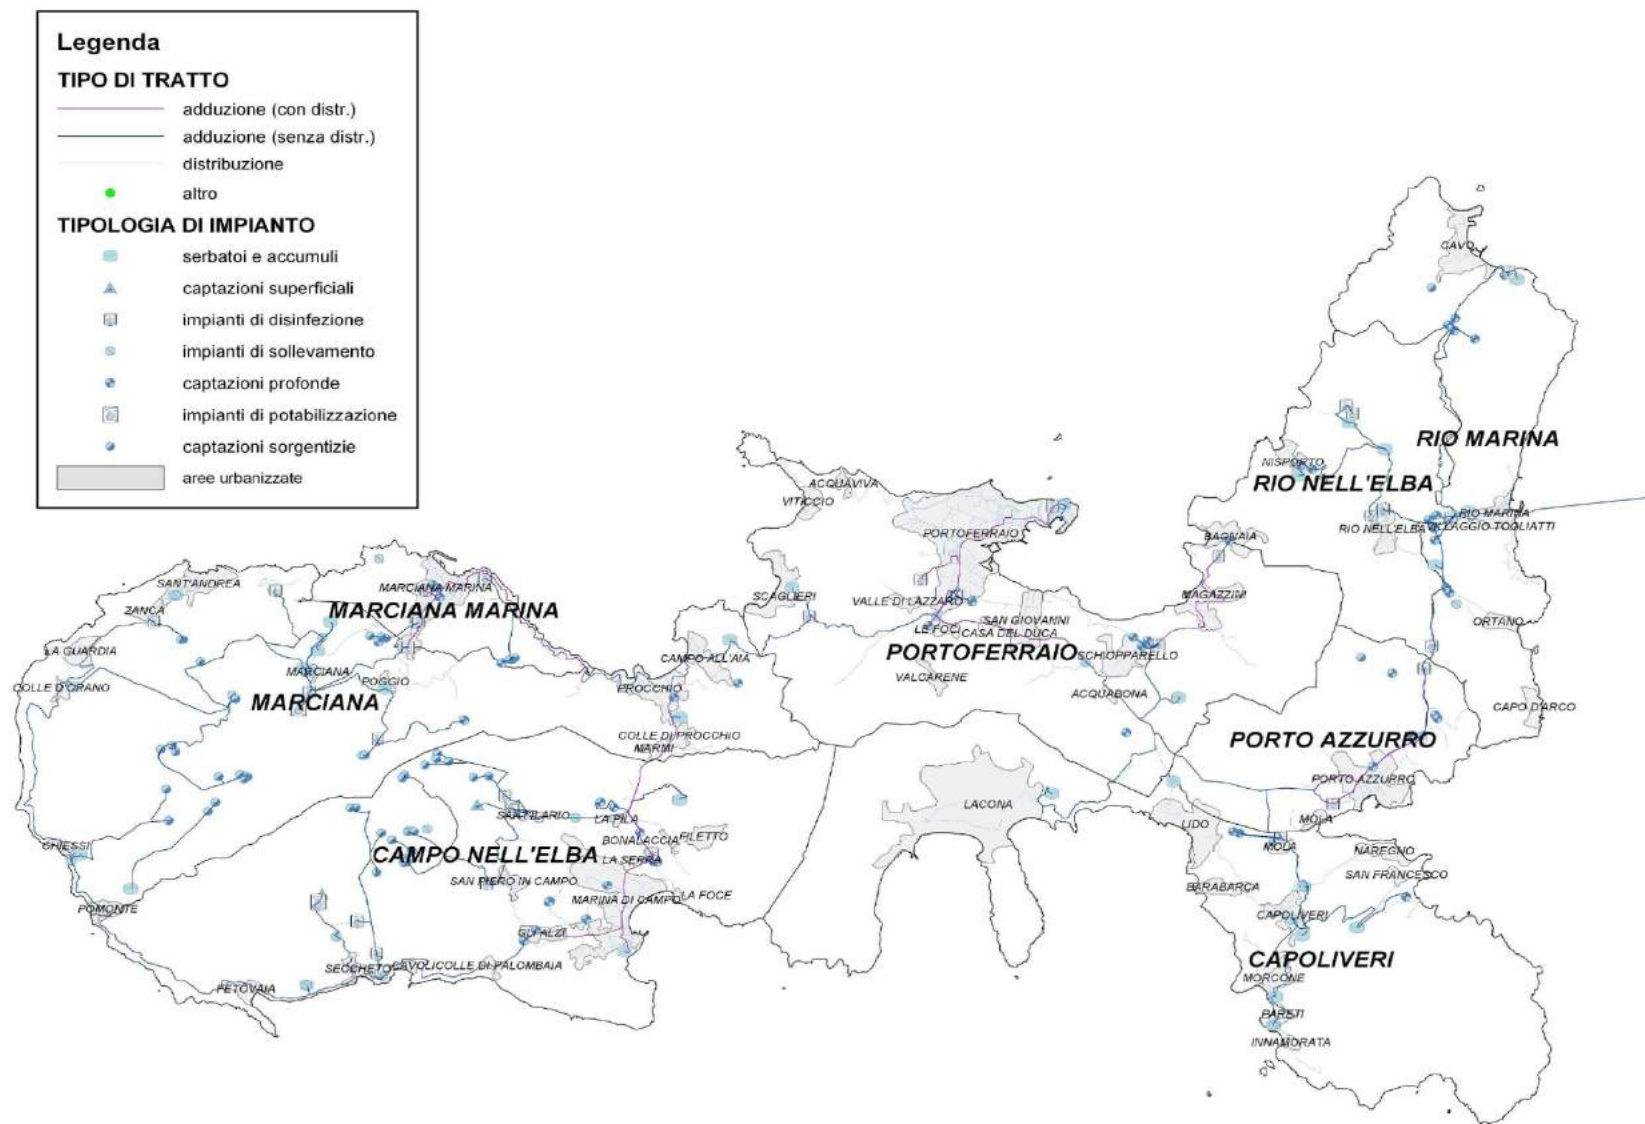 Legenda
TIPO DI TRATTO
adduzione (con distr.)
adduzione (senza distr.)
distribuzione
altro
TIPOLOGIA DI IMPIANTO
serbatoi e accumuli
captazioni superficiali
impianti di disinfezione
impianti di sollevamento
captazioni profonde
impianti di potabilizzazione
captazioni sorgentizie
aree urbanizzate
CAVO
RIO MARINA
NISPORTO
RIO NELL'ELBA
RIO MARINA
RIO NELL'ELBA
VILLAGGIO TOGLIATTI
ACQUAVIVA
VITICCIO
PORTOFERRAIO
BAGNAIA
SANT'ANDREA
MARCIANA MARINA
SCAGLIERI
VALLE DI LAZZARO
MAGAZZINI
ZANCA
MARCIANA MARINA
SAN GIOVANNI
ORTANO
LE FOCI
CASA DEL DUCA
LA GUARDIA
CAMPO ALL'AIA
PORTOFERRAIO
SCHIOPPARELLO
MARCIANA
POGGIO
VALCARENE
COLLE D'ORANO
PROCCHIO
ACQUABONA
MARCIANA
CAPO D'ARCO
COLLE DI PROCCHIO
MARMI
PORTO AZZURRO
PORTO AZZURRO
LACONA
SANT'ILARIO
LA PILA
MOLA
LIDO
BONALACCIA
FILETTO
CHIESSI
MOLA
NAREGNO
CAMPO NELL'ELBA
LA SERRA
SAN FRANCESCO
SAN PIERO IN CAMPO
BARABARCA
MARINA DI CAMPO
LA FOCE
POMONTE
CAPOLIVERI
GLI ALZI
SECCHETO
CAVOLI
COLLE DI PALOMBAIA
CAPOLIVERI
MORCONE
FETOVAIA
PARETI
INNAMORATA